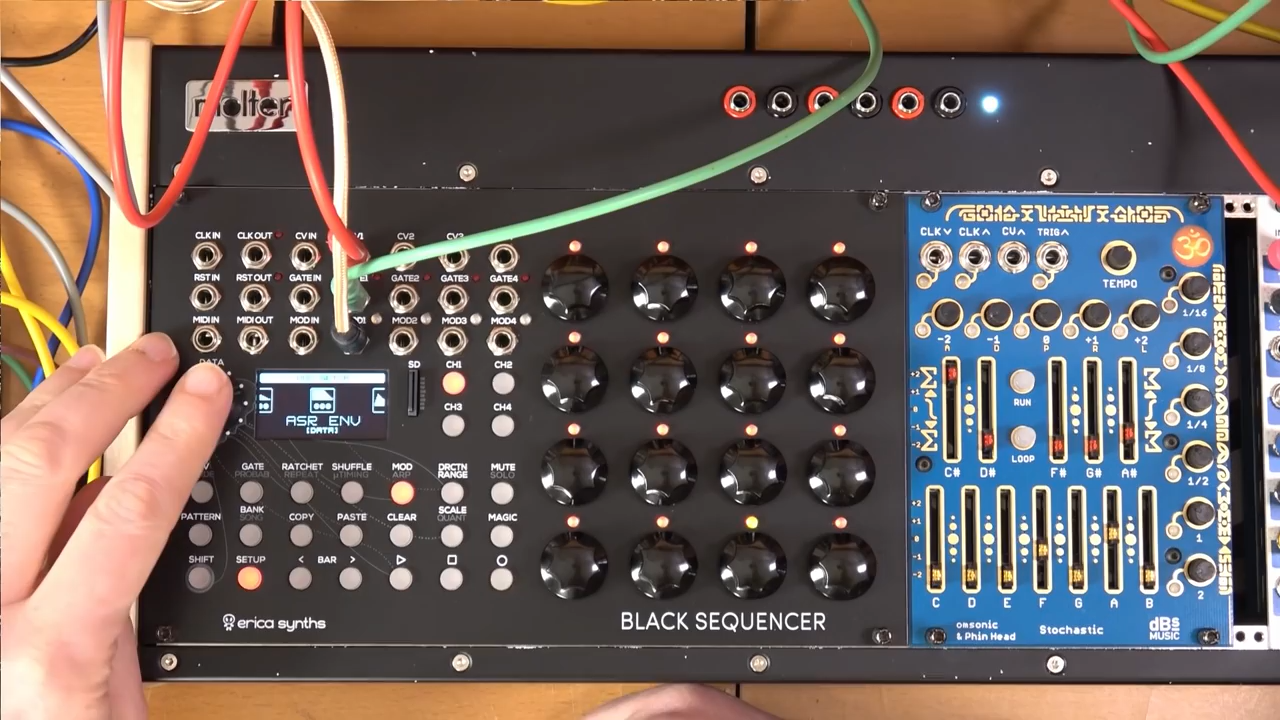 molten
CLK IN CLK OUT CV IN CV2
RST IN RST OUT GATE IN GATE2 GATE3 GATE4
MIDI IN MIDI OUT MOD IN MOD2 MOD3 MOD4
DATA SD CH1 CH2
CH3 CH4
ASR ENV
[DATA]
GATE RATCHET SHUFFLE MOD DRCTN MUTE
PROBAB REPEAT µTIMING ARP RANGE SOLO
PATTERN BANK COPY PASTE CLEAR SCALE MAGIC
SONG QUANT
SHIFT SETUP < BAR >
erica synths
BLACK SEQUENCER
CLK CLK CV TRIG
TEMPO
1/16
-2 -1 0 +1 +2
A D P R L
1/8
RUN
1/4
LOOP
1/2
C# D# F# G# A#
1
2
C D E F G A B
omsonic
& Phin Head
Stochastic
dBs
MUSIC